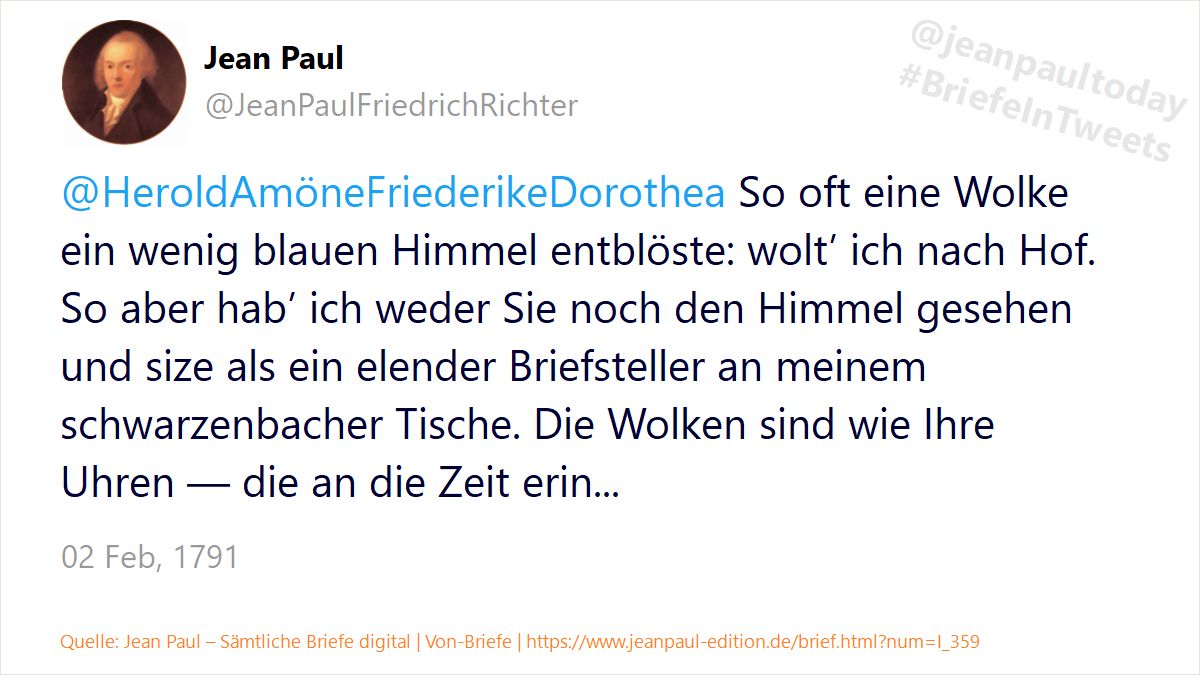 Jean Paul
@JeanPaulFriedrichRichter
@jeanpaultoday
#BriefeInTweets
@HeroldAmöneFriederikeDorothea So oft eine Wolke
ein wenig blauen Himmel entblöste: wolt’ ich nach Hof.
So aber hab’ ich weder Sie noch den Himmel gesehen
und size als ein elender Briefsteller an meinem
schwarzenbacher Tische. Die Wolken sind wie Ihre
Uhren — die an die Zeit erin...
02 Feb, 1791
Quelle: Jean Paul – Sämtliche Briefe digital | Von-Briefe | https://www.jeanpaul-edition.de/brief.html?num=I_359